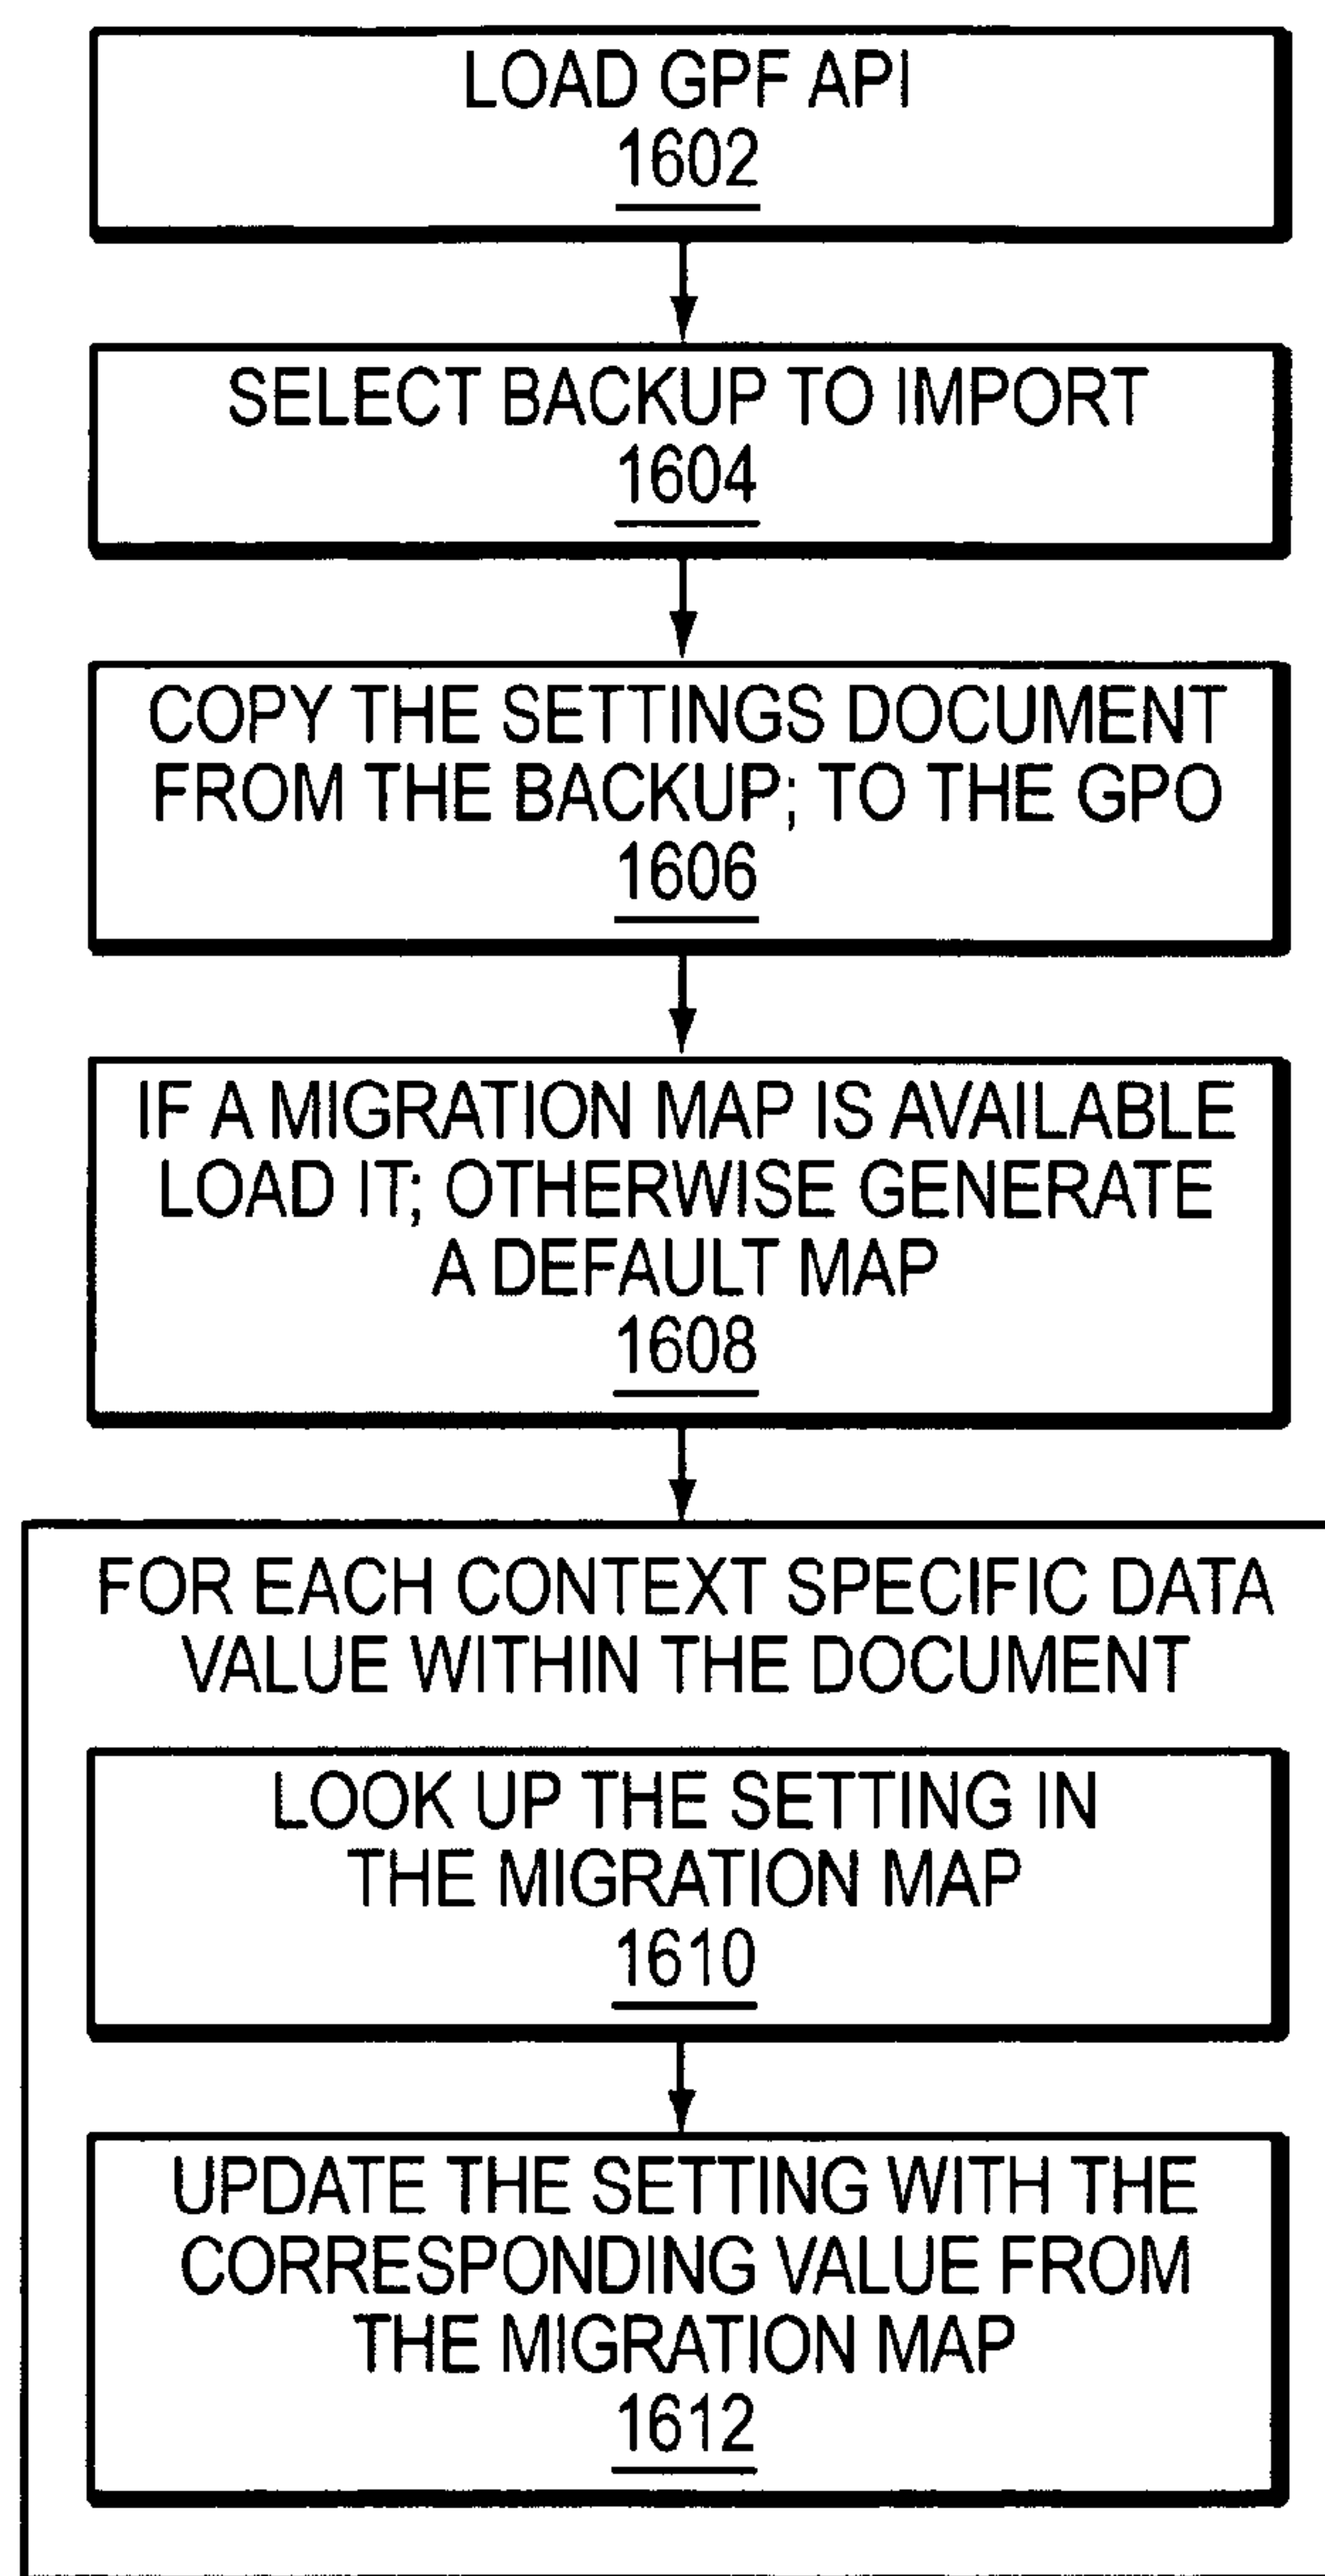 LOAD GPF API
1602
SELECT BACKUP TO IMPORT
1604
COPY THE SETTINGS DOCUMENT
FROM THE BACKUP; TO THE GPO
1606
IF A MIGRATION MAP IS AVAILABLE
LOAD IT; OTHERWISE GENERATE
A DEFAULT MAP
1608
FOR EACH CONTEXT SPECIFIC DATA
VALUE WITHIN THE DOCUMENT
LOOK UP THE SETTING IN
THE MIGRATION MAP
1610
UPDATE THE SETTING WITH THE
CORRESPONDING VALUE FROM
THE MIGRATION MAP
1612